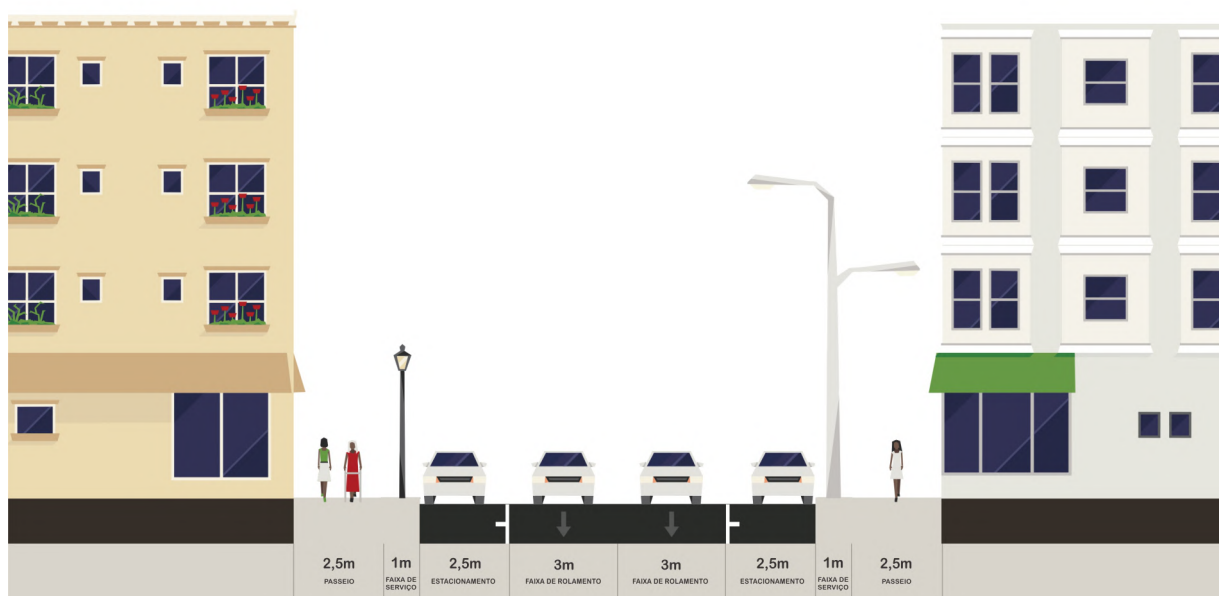 2,5m
PASSEIO
1m
FAIXA DE
SERVIÇO
2,5m
ESTACIONAMENTO
3m
FAIXA DE ROLAMENTO
3m
FAIXA DE ROLAMENTO
2,5m
ESTACIONAMENTO
1m
FAIXA DE
SERVIÇO
2,5m
PASSEIO